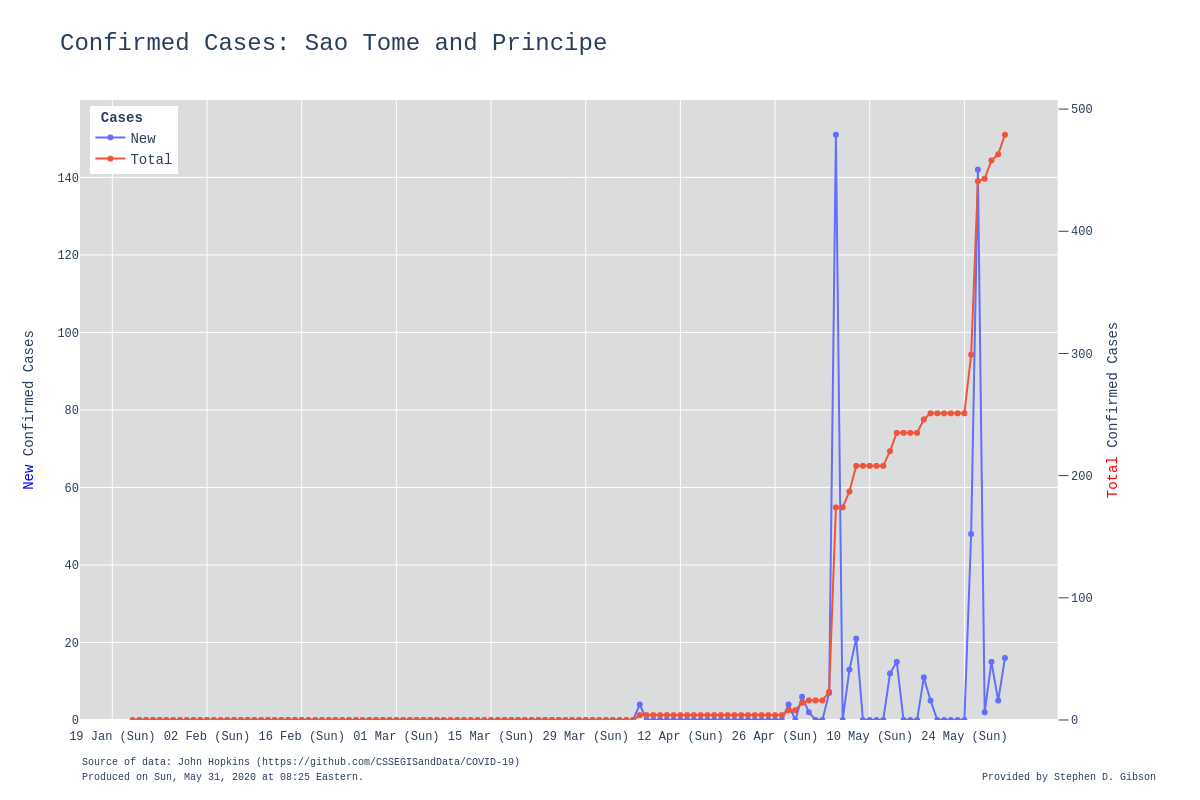 Confirmed Cases: Sao Tome and Principe
Cases
New
Total
140
120
100
80
60
40
20
0
500
400
300
200
100
0
New Confirmed Cases
Total Confirmed Cases
19 Jan (Sun) 02 Feb (Sun) 16 Feb (Sun) 01 Mar (Sun) 15 Mar (Sun) 29 Mar (Sun) 12 Apr (Sun) 26 Apr (Sun) 10 May (Sun) 24 May (Sun)
Source of data: John Hopkins (https://github.com/CSSEGISandData/COVID-19)
Produced on Sun, May 31, 2020 at 08:25 Eastern.
Provided by Stephen D. Gibson